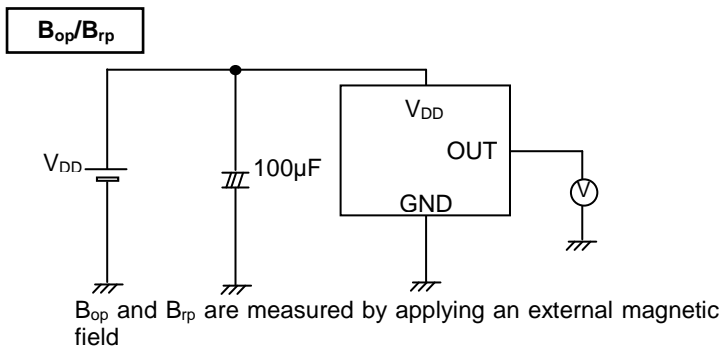 Bop/Brp
VDD
VDD
OUT
100µF
GND
V
Bop and Brp are measured by applying an external magnetic
field